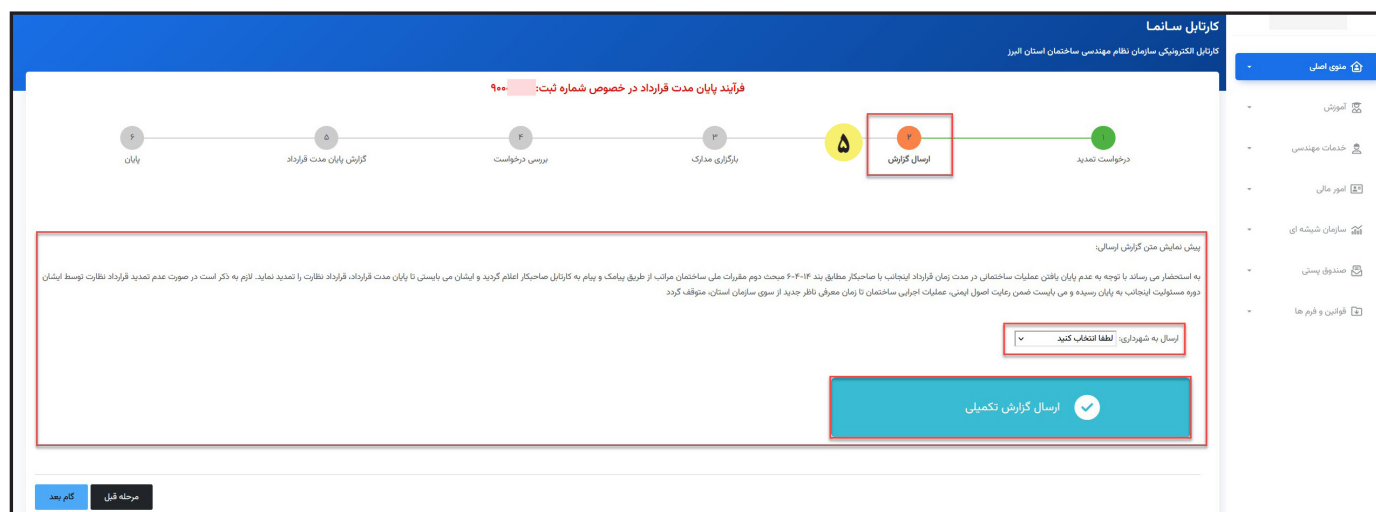 کارتابل سـانمـا
کارتابل الکترونیکی سازمان نظام مهندسی ساختمان استان البرز
منوی اصلی
آموزش
خدمات مهندسی
امور مالی
سازمان شیشه ای
صندوق پستی
قوانین و فرم ها
فرآیند پایان مدت قرارداد در خصوص شماره ثبت: ۹۰۰-
۱
۲
۵
۳
۴
۵
۶
درخواست تمدید
ارسال گزارش
بارگزاری مدارک
بررسی درخواست
گزارش پایان مدت قرارداد
پایان
پیش نمایش متن گزارش ارسالی:
به استحضار می رساند با توجه به عدم پایان یافتن عملیات ساختمانی در مدت زمان قرارداد اینجانب با صاحبکار مطابق بند ۱۴-۴-۶ مبحث دوم مقررات ملی ساختمان مراتب از طریق پیامک و پیام به کارتابل صاحبکار اعلام گردید و ایشان می بایستی تا پایان مدت قرارداد، قرارداد نظارت را تمدید نماید. لازم به ذکر است در صورت عدم تمدید قرارداد نظارت توسط ایشان
دوره مسئولیت اینجانب به پایان رسیده و می بایست ضمن رعایت اصول ایمنی، عملیات اجرایی ساختمان تا زمان معرفی ناظر جدید از سوی سازمان استان، متوقف گردد
ارسال به شهرداری: لطفا انتخاب کنید
ارسال گزارش تکمیلی
مرحله قبل
گام بعد